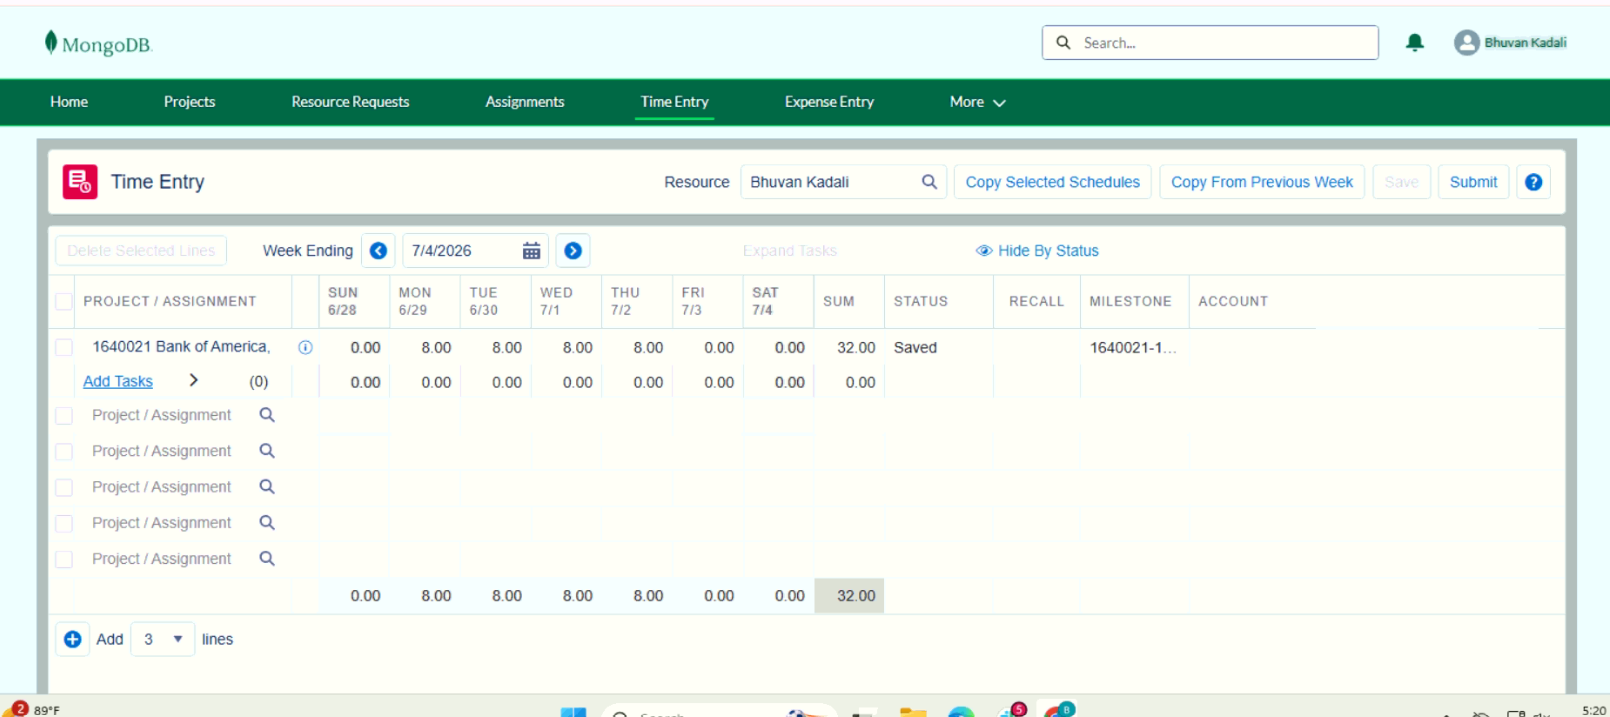 MongoDB.
Search...
Bhuvan Kadali
Home Projects Resource Requests Assignments Time Entry Expense Entry More
Time Entry Resource Bhuvan Kadali Copy Selected Schedules Copy From Previous Week Save Submit ?
Delete Selected Lines Week Ending 7/4/2026 Expand Tasks Hide By Status
PROJECT / ASSIGNMENT SUN 6/28 MON 6/29 TUE 6/30 WED 7/1 THU 7/2 FRI 7/3 SAT 7/4 SUM STATUS RECALL MILESTONE ACCOUNT
1640021 Bank of America, 0.00 8.00 8.00 8.00 8.00 0.00 0.00 32.00 Saved 1640021-1...
Add Tasks (0) 0.00 0.00 0.00 0.00 0.00 0.00 0.00 0.00
Project / Assignment
Project / Assignment
Project / Assignment
Project / Assignment
Project / Assignment
0.00 8.00 8.00 8.00 8.00 0.00 0.00 32.00
Add 3 lines
2 89°F Search 5 B 5:20